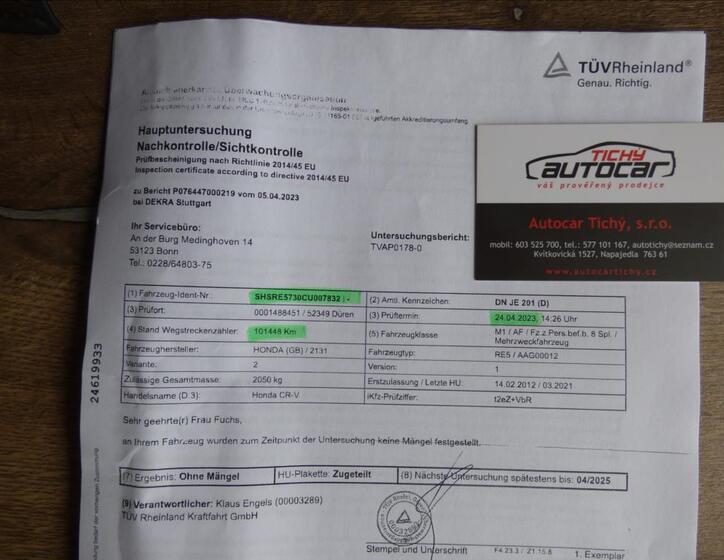 TÜVRheinland®
Genau. Richtig.
Hauptuntersuchung
Nachkontrolle/Sichtkontrolle
Prüfbescheinigung nach Richtlinie 2014/45 EU
Inspection certificate according to directive 2014/45 EU
zu Bericht P076447000219 vom 05.04.2023
bei DEKRA Stuttgart
Ihr Servicebüro:
An der Burg Medinghoven 14
53123 Bonn
Tel.: 0228/64803-75
Untersuchungsbericht:
TVAP0178-0
TICHÝ
AUTOCAR
váš prověřený prodejce
Autocar Tichý, s.r.o.
mobil: 603 525 700, tel.: 577 101 167, autotichy@seznam.cz
Kvítkovická 1527, Napajedla 763 61
www.autocartichy.cz
(1) Fahrzeug-Ident-Nr.: SHSRE5730CU007832 | - (2) Amtl. Kennzeichen: DN JE 201 (D)
(3) Prüfort: 0001488451 / 52349 Düren (3) Prüftermin: 24.04.2023, 14:26 Uhr
(4) Stand Wegstreckenzähler: 101448 Km (5) Fahrzeugklasse M1 / AF / Fz.z.Pers.bef.b. 8 Spl. /
Mehrzweckfahrzeug
Fahrzeughersteller: HONDA (GB) / 2131 Fahrzeugtyp: RE5 / AAG00012
Variante: 2 Version: 1
Zulässige Gesamtmasse: 2050 kg Erstzulassung / Letzte HU: 14.02.2012 / 03.2021
Handelsname (D.3): Honda CR-V iKfz-Prüfziffer: t2eZ+VbR
24619933
Sehr geehrte(r) Frau Fuchs,
an Ihrem Fahrzeug wurden zum Zeitpunkt der Untersuchung keine Mängel festgestellt.
(7) Ergebnis: Ohne Mängel HU-Plakette: Zugeteilt (8) Nächste Untersuchung spätestens bis: 04/2025
(9) Verantwortlicher: Klaus Engels (00003289)
TÜV Rheinland Kraftfahrt GmbH
Stempel und Unterschrift
F4.23.3 / Z1.15.8
1. Exemplar